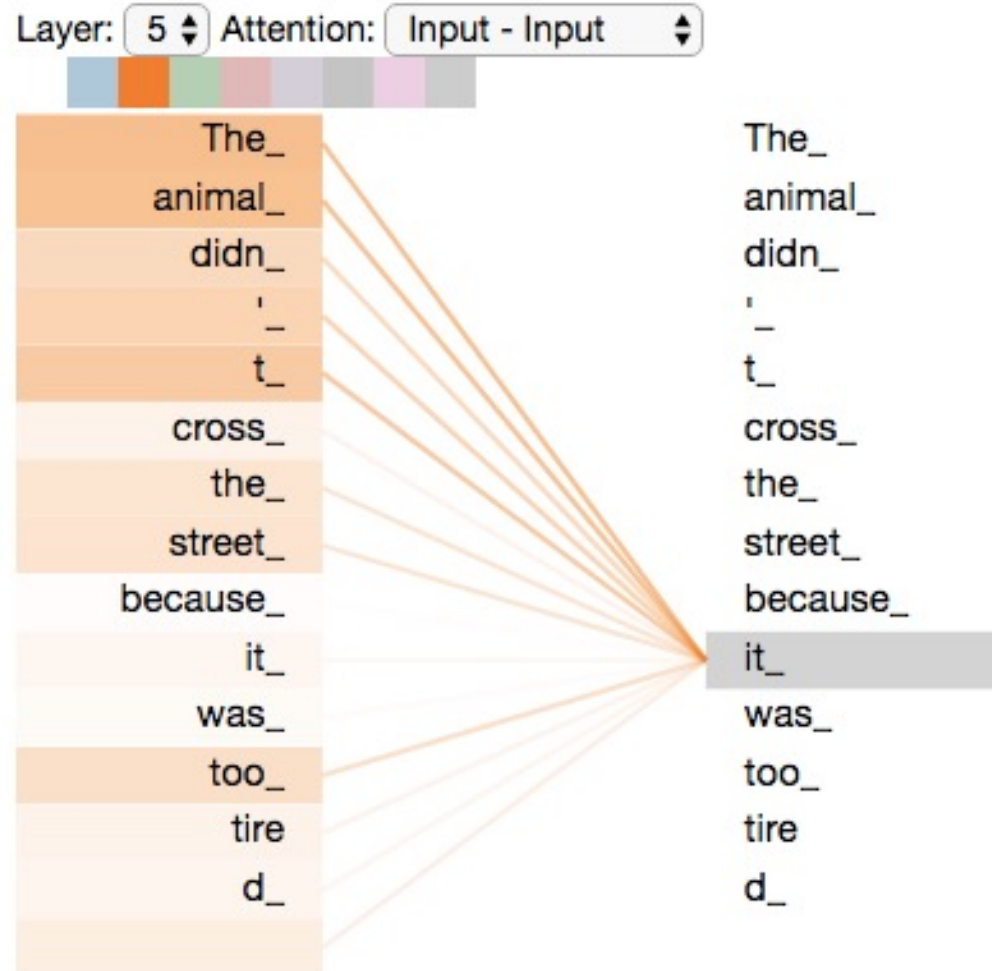 Layer: 5 Attention: Input - Input
The_ The_
animal_ animal_
didn_ didn_
'_ '_
t_ t_
cross_ cross_
the_ the_
street_ street_
because_ because_
it_ it_
was_ was_
too_ too_
tire tire
d_ d_